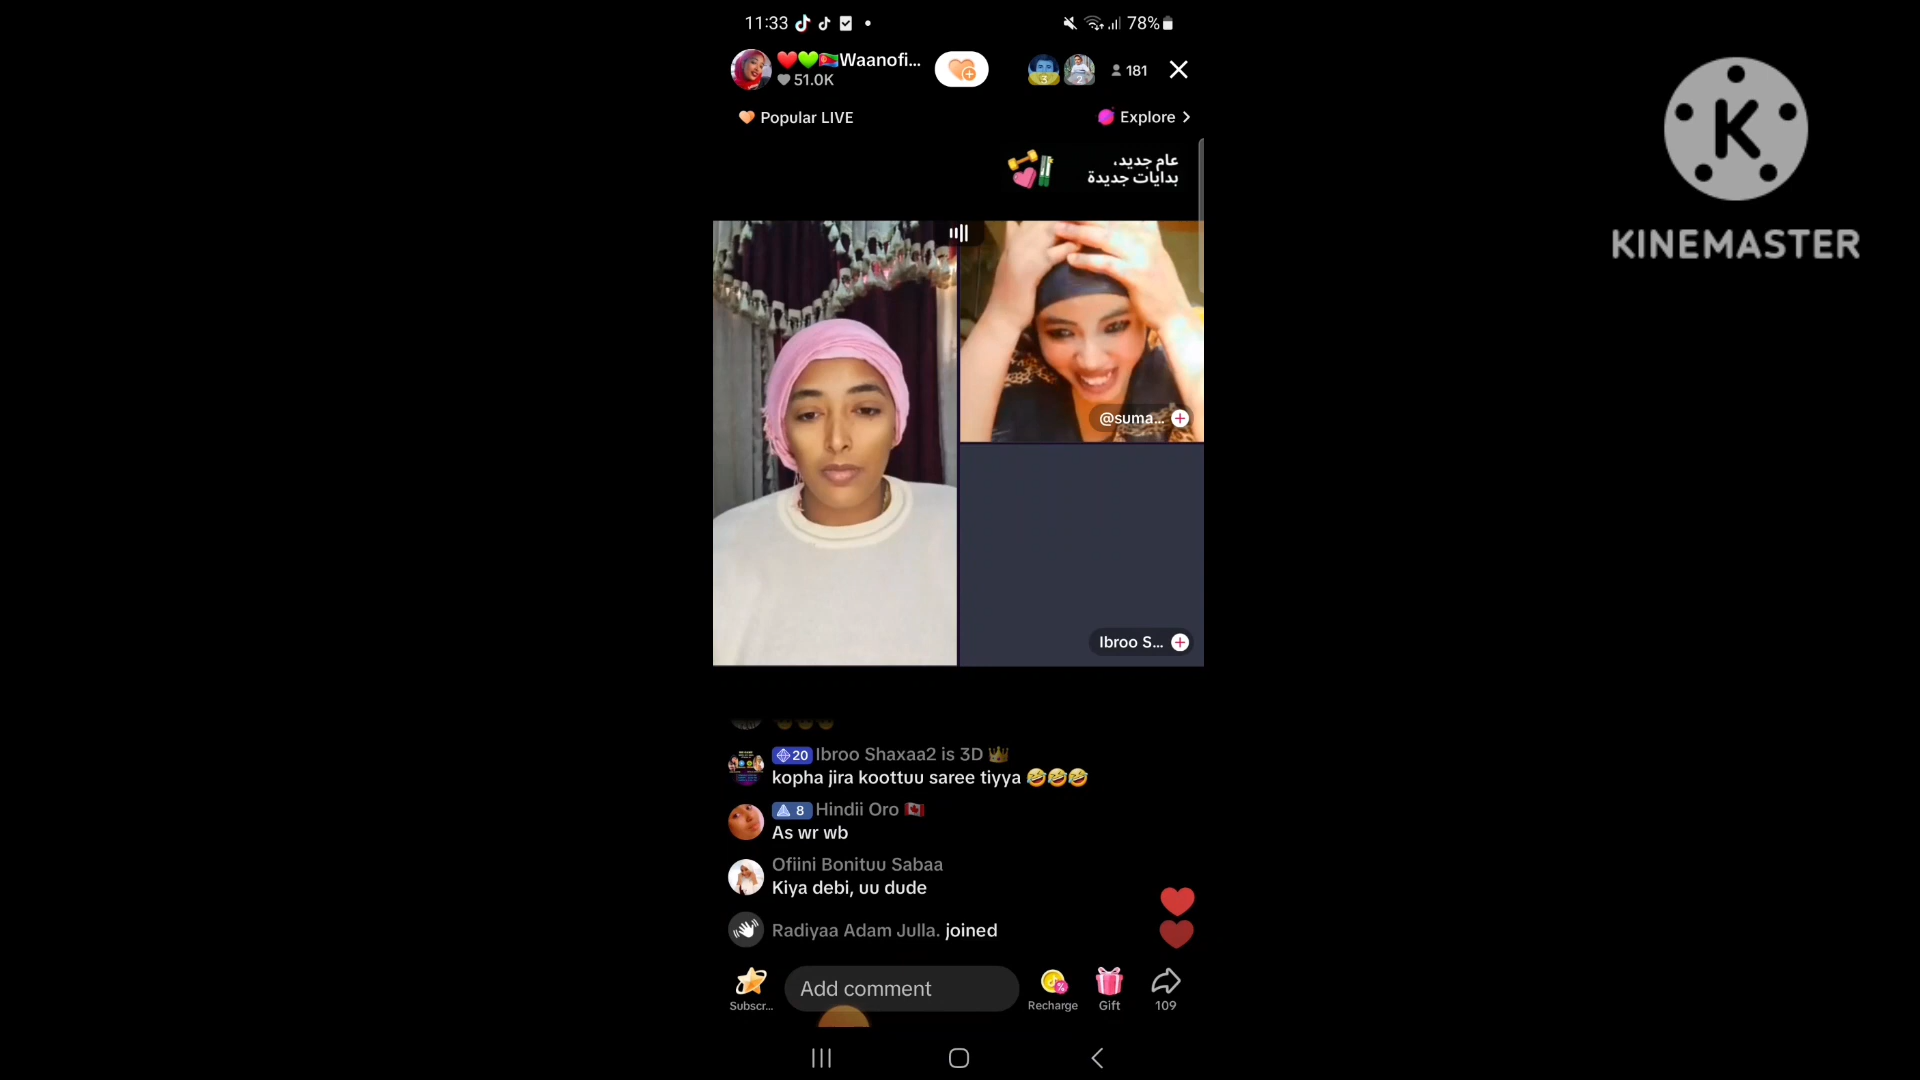 11:33
78%
Waanofi...
51.0K
3
2
181
Popular LIVE
Explore
عام جديد،
بدايات جديدة
KINEMASTER
@suma...
Ibroo S...
20 Ibroo Shaxaa2 is 3D
kopha jira koottuu saree tiyya
8 Hindii Oro
As wr wb
Ofiini Bonituu Sabaa
Kiya debi, uu dude
Radiyaa Adam Julla. joined
Add comment
Subscr...
Recharge
Gift
109